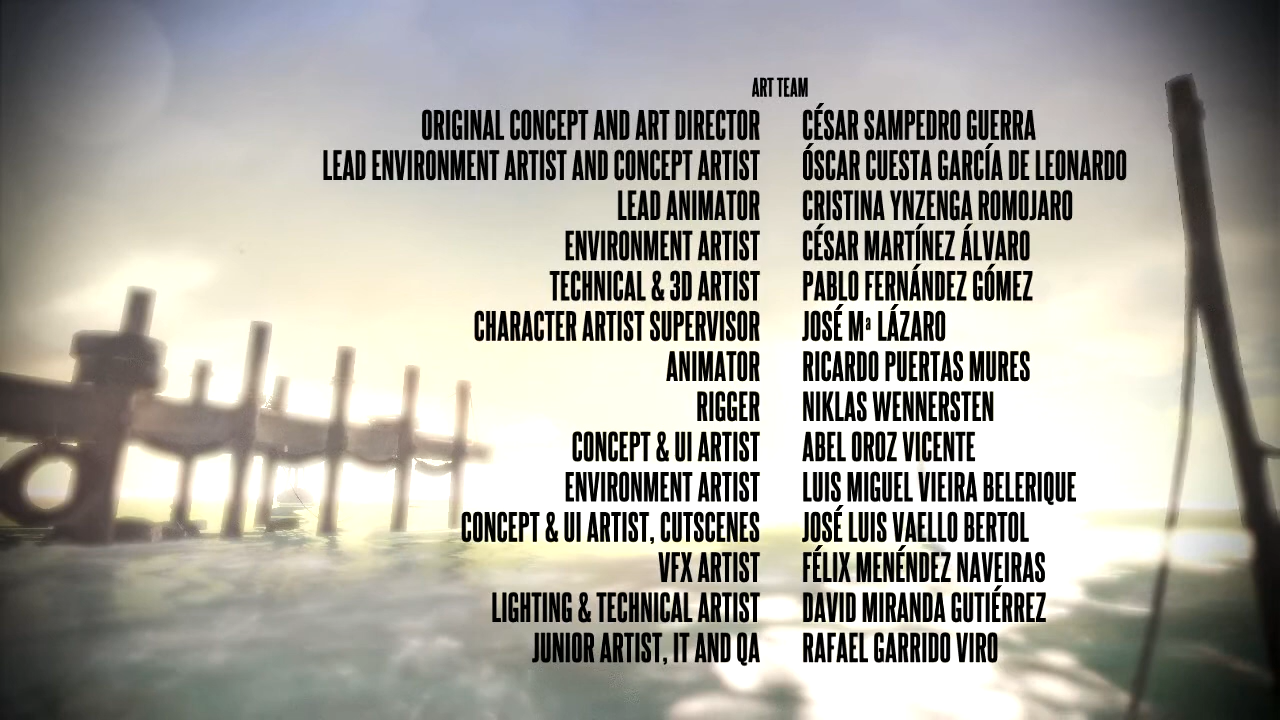 ART TEAM
ORIGINAL CONCEPT AND ART DIRECTOR CÉSAR SAMPEDRO GUERRA
LEAD ENVIRONMENT ARTIST AND CONCEPT ARTIST ÓSCAR CUESTA GARCÍA DE LEONARDO
LEAD ANIMATOR CRISTINA YNZENGA ROMOJARO
ENVIRONMENT ARTIST CÉSAR MARTÍNEZ ÁLVARO
TECHNICAL & 3D ARTIST PABLO FERNÁNDEZ GÓMEZ
CHARACTER ARTIST SUPERVISOR JOSÉ Mª LÁZARO
ANIMATOR RICARDO PUERTAS MURES
RIGGER NIKLAS WENNERSTEN
CONCEPT & UI ARTIST ABEL OROZ VICENTE
ENVIRONMENT ARTIST LUIS MIGUEL VIEIRA BELERIQUE
CONCEPT & UI ARTIST, CUTSCENES JOSÉ LUIS VAELLO BERTOL
VFX ARTIST FÉLIX MENÉNDEZ NAVEIRAS
LIGHTING & TECHNICAL ARTIST DAVID MIRANDA GUTIÉRREZ
JUNIOR ARTIST, IT AND QA RAFAEL GARRIDO VIRO